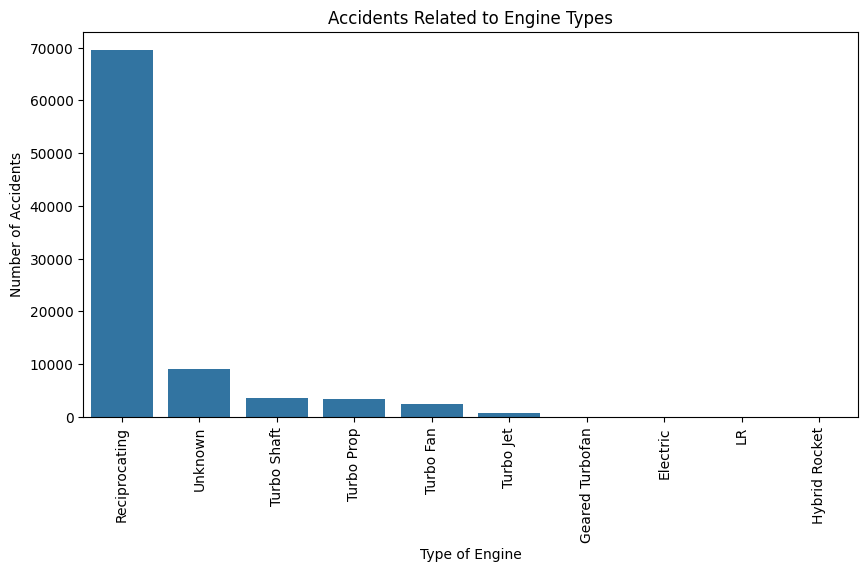 Accidents Related to Engine Types
Number of Accidents
70000
60000
50000
40000
30000
20000
10000
0
Reciprocating
Unknown
Turbo Shaft
Turbo Prop
Turbo Fan
Turbo Jet
Geared Turbofan
Electric
LR
Hybrid Rocket
Type of Engine